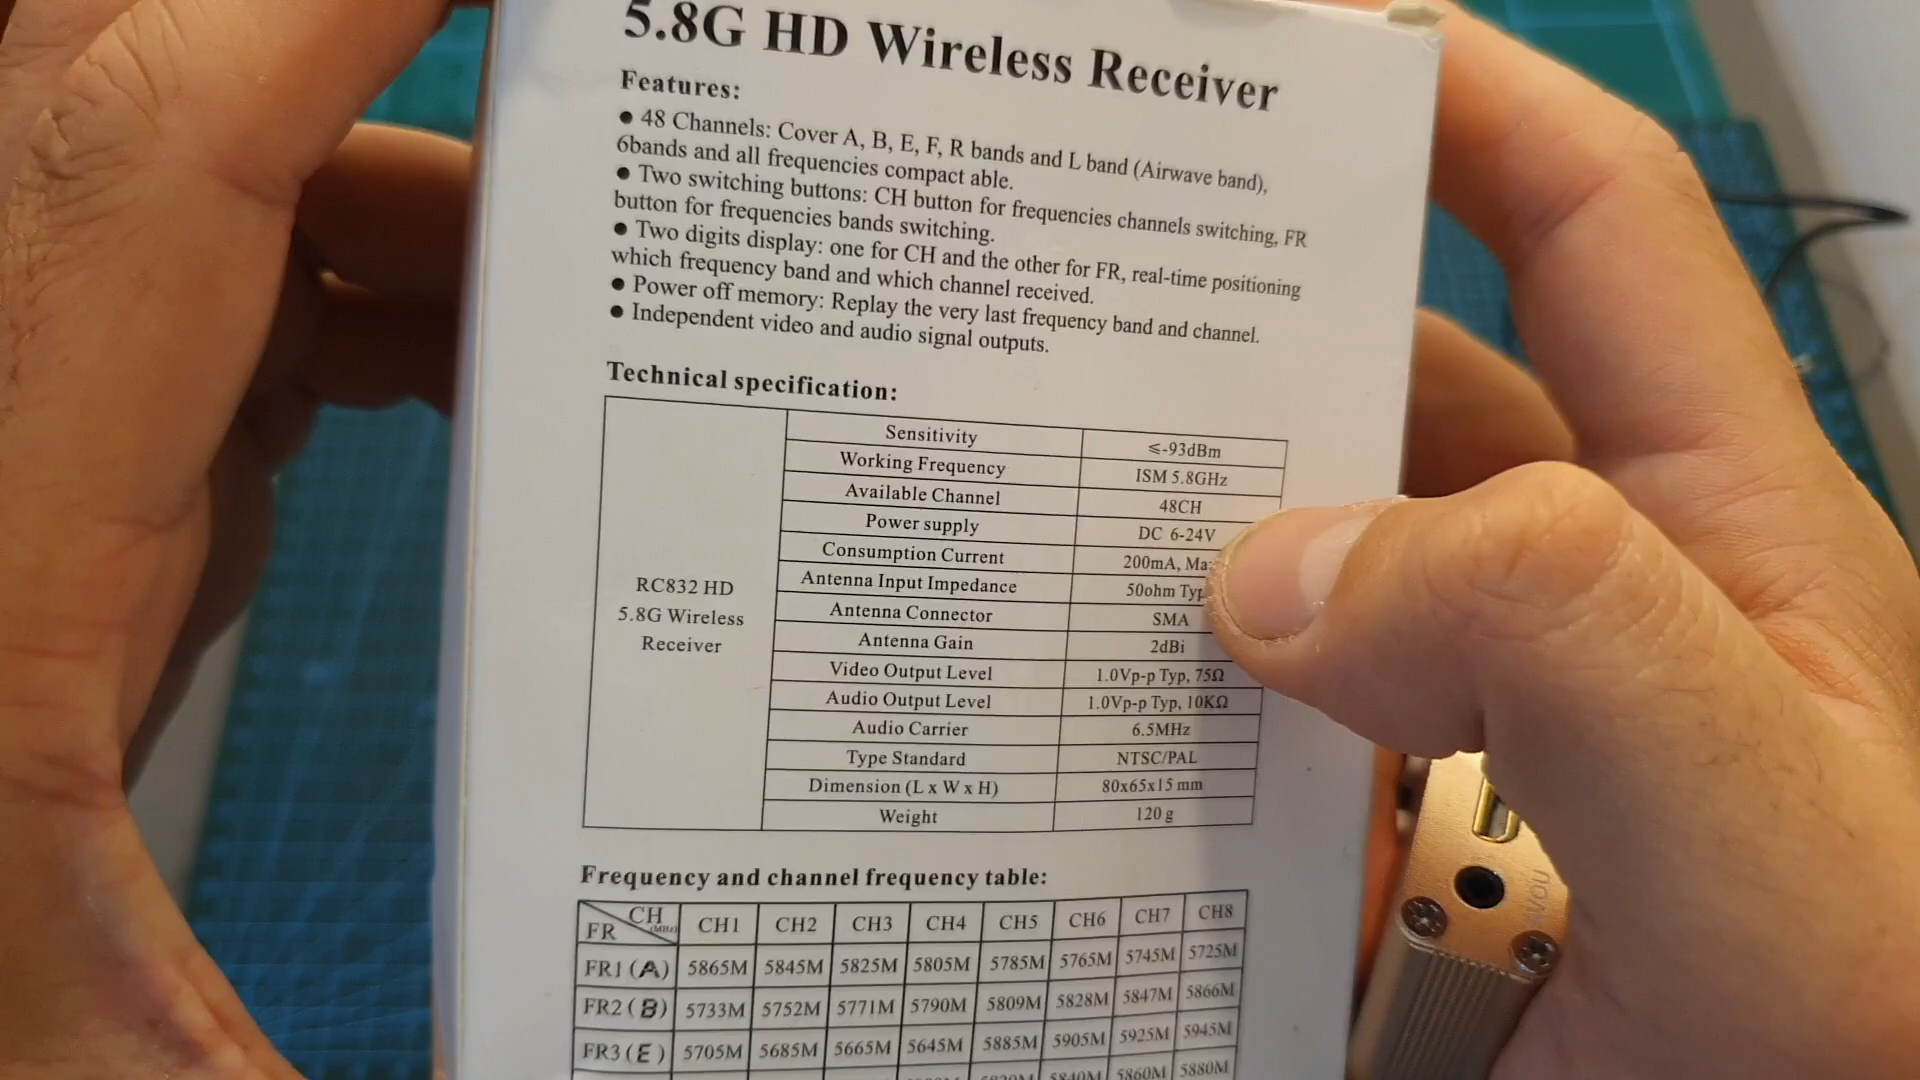 5.8G HD Wireless Receiver
Features:
● 48 Channels: Cover A, B, E, F, R bands and L band (Airwave band),
6bands and all frequencies compact able.
● Two switching buttons: CH button for frequencies channels switching, FR
button for frequencies bands switching.
● Two digits display: one for CH and the other for FR, real-time positioning
which frequency band and which channel received.
● Power off memory: Replay the very last frequency band and channel.
● Independent video and audio signal outputs.
Technical specification:
RC832 HD
5.8G Wireless
Receiver
Sensitivity ≤-93dBm
Working Frequency ISM 5.8GHz
Available Channel 48CH
Power supply DC 6-24V
Consumption Current 200mA,
Antenna Input Impedance 50ohm
Antenna Connector SMA
Antenna Gain 2dBi
Video Output Level 1.0Vp-p Typ, 75Ω
Audio Output Level 1.0Vp-p Typ, 10KΩ
Audio Carrier 6.5MHz
Type Standard NTSC/PAL
Dimension (L x W x H) 80x65x15 mm
Weight 120 g
Frequency and channel frequency table:
FR CH (MHz) CH1 CH2 CH3 CH4 CH5 CH6 CH7 CH8
FR1 (A) 5865M 5845M 5825M 5805M 5785M 5765M 5745M 5725M
FR2 (B) 5733M 5752M 5771M 5790M 5809M 5828M 5847M 5866M
FR3 (E) 5705M 5685M 5665M 5645M 5885M 5905M 5925M 5945M
5840M 5860M 5880M